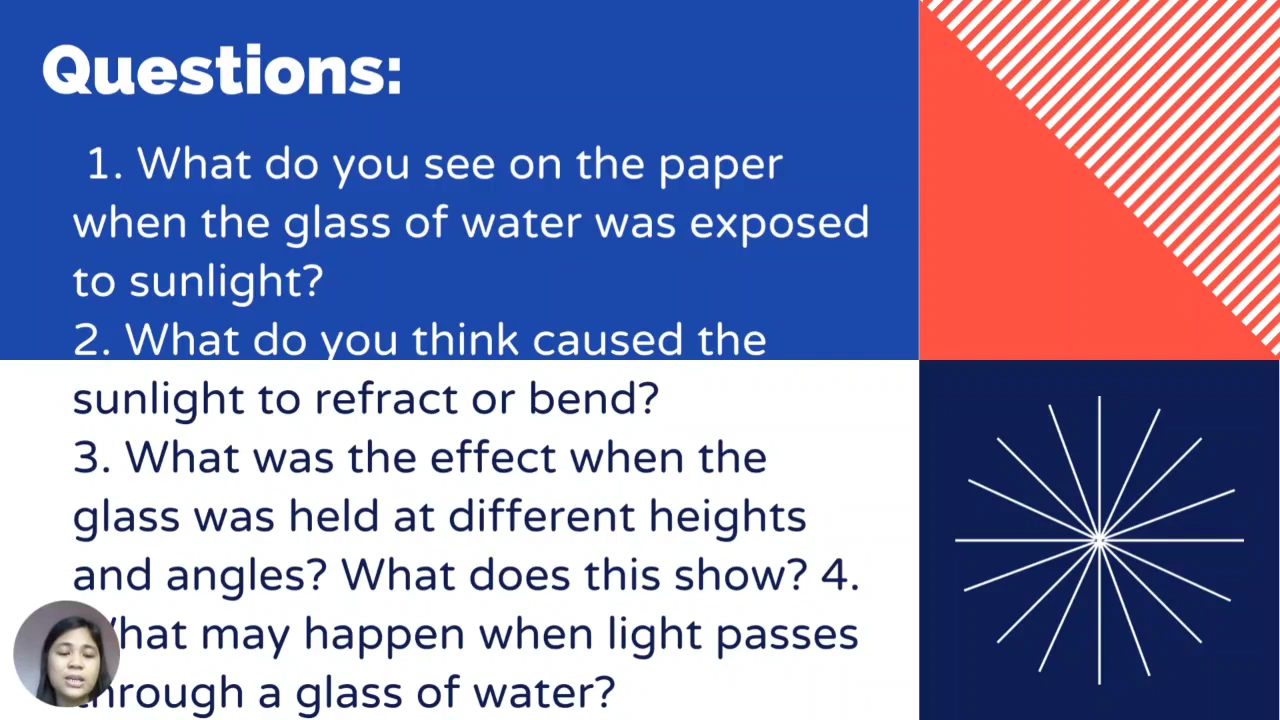 Questions:
1. What do you see on the paper
when the glass of water was exposed
to sunlight?
2. What do you think caused the
sunlight to refract or bend?
3. What was the effect when the
glass was held at different heights
and angles? What does this show? 4.
What may happen when light passes
through a glass of water?